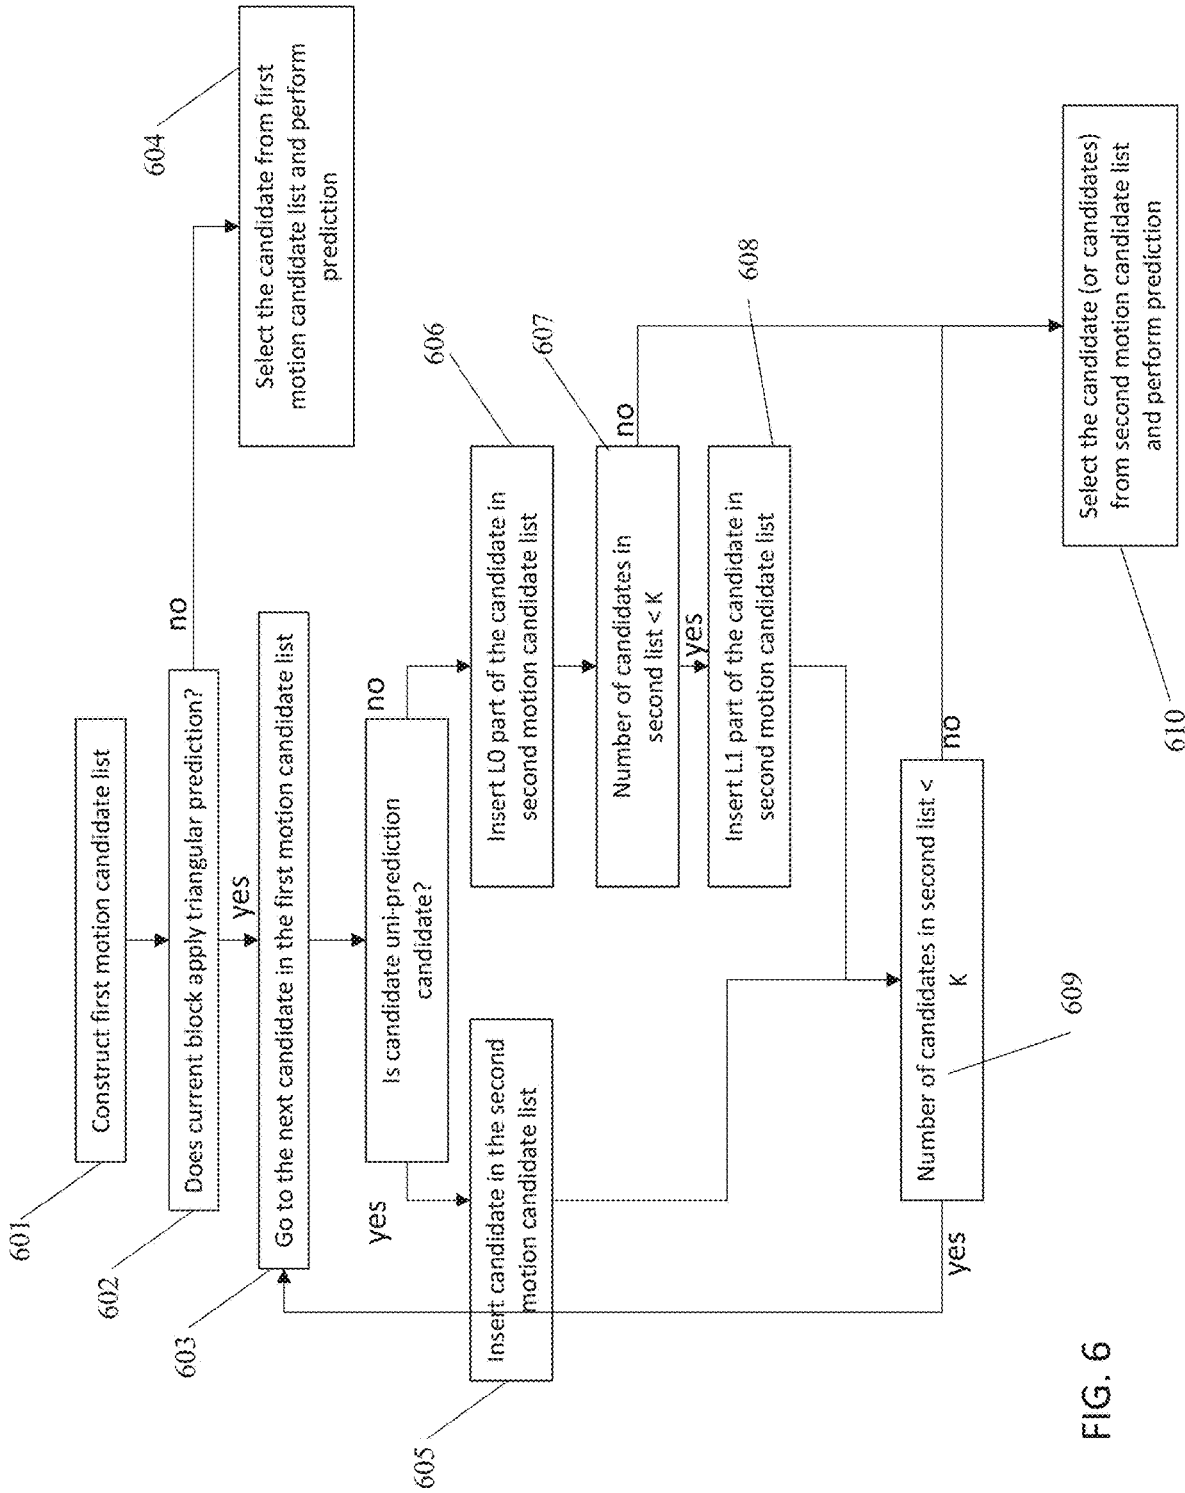 601
Construct first motion candidate list
602
Does current block apply triangular prediction?
no
604
Select the candidate from first
motion candidate list and perform
prediction
yes
603
Go to the next candidate in the first motion candidate list
Is candidate uni-prediction
candidate?
yes
no
605
Insert candidate in the second
motion candidate list
606
Insert L0 part of the candidate in
second motion candidate list
607
Number of candidates in
second list < K
no
yes
608
Insert L1 part of the candidate in
second motion candidate list
Number of candidates in second list <
K
609
yes
no
610
Select the candidate (or candidates)
from second motion candidate list
and perform prediction
FIG. 6